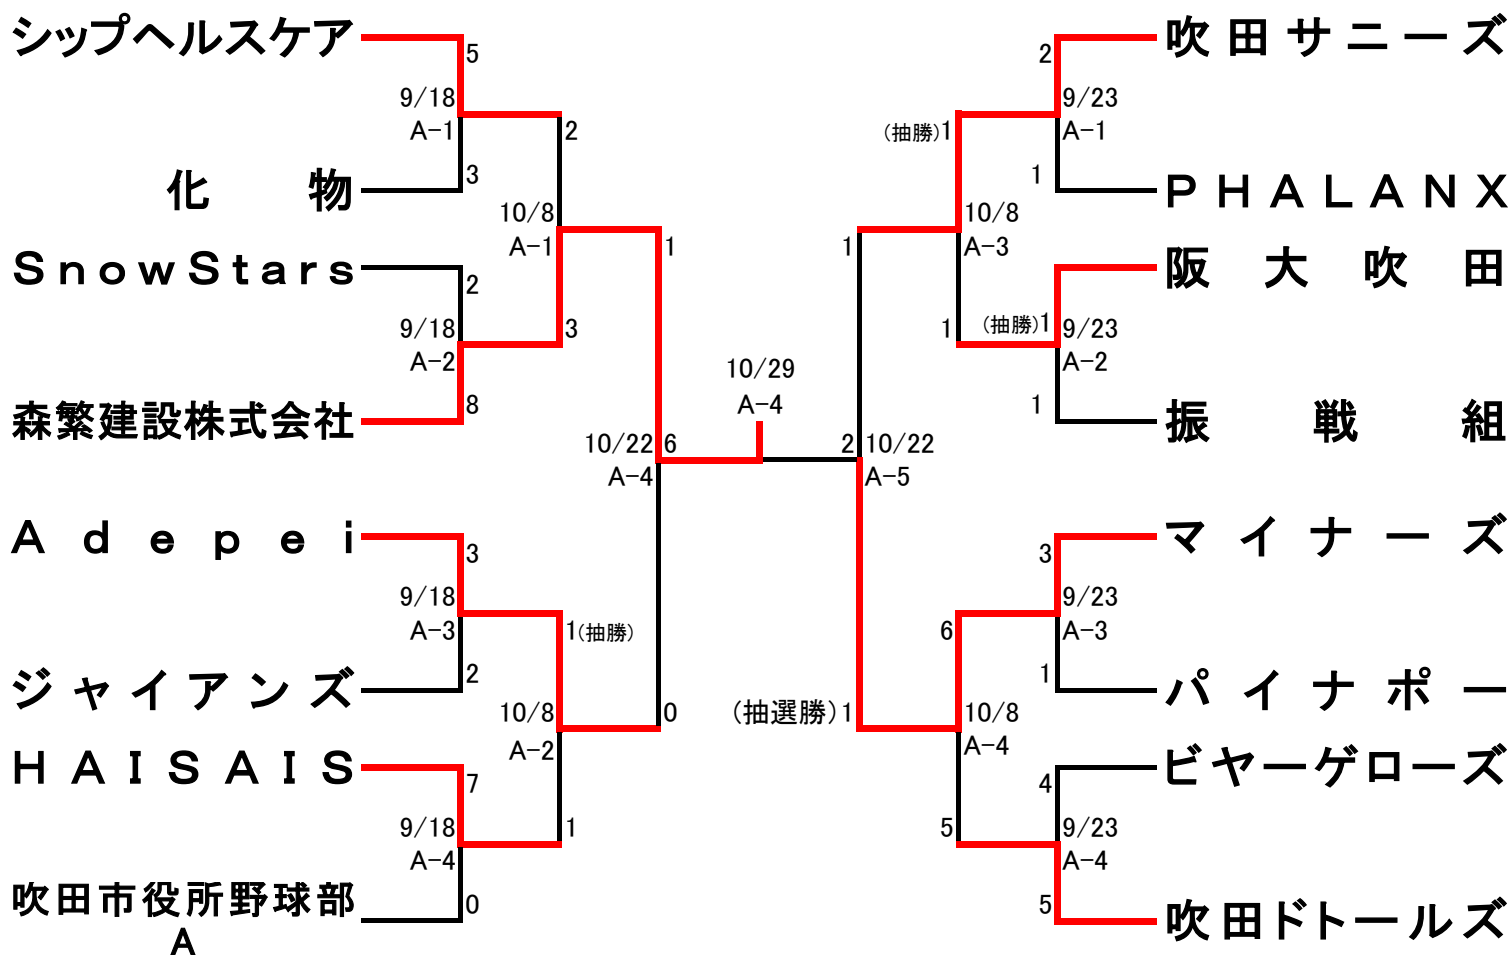 シップヘルスケア
5
9/18
A-1
3
化物
2
10/8
A-1
SnowStars
2
9/18
A-2
3
8
森繁建設株式会社
1
10/22
A-4
6
Adepei
3
9/18
A-3
2
ジャイアンズ
1(抽勝)
10/8
A-2
0
HAISAIS
7
9/18
A-4
1
0
吹田市役所野球部
A
10/29
A-4
吹田サニーズ
2
9/23
A-1
1
PHALANX
(抽勝)1
10/8
A-3
1
阪大吹田
(抽勝)1
9/23
A-2
1
1
振戦組
2
10/22
A-5
マイナーズ
3
9/23
A-3
6
1
パイナポー
(抽選勝)1
10/8
A-4
ビヤーゲローズ
4
9/23
A-4
5
5
吹田ドトールズ